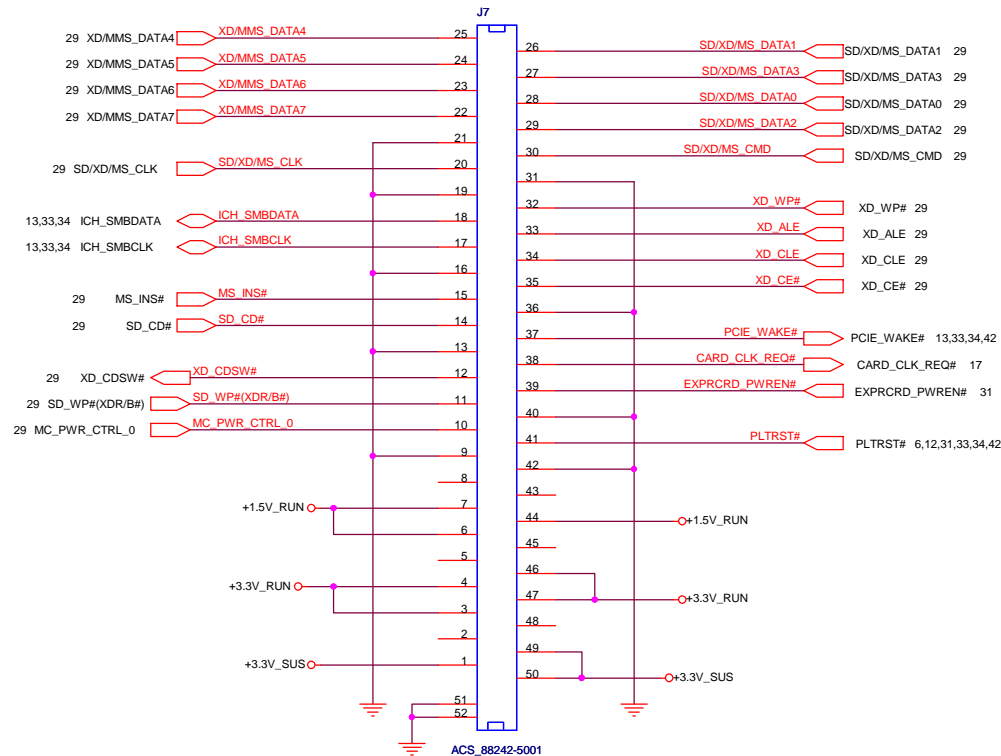 J7
29 XD/MMS_DATA4 XD/MMS_DATA4 25
26 SD/XD/MS_DATA1 SD/XD/MS_DATA1 29
29 XD/MMS_DATA5 XD/MMS_DATA5 24
27 SD/XD/MS_DATA3 SD/XD/MS_DATA3 29
29 XD/MMS_DATA6 XD/MMS_DATA6 23
28 SD/XD/MS_DATA0 SD/XD/MS_DATA0 29
29 XD/MMS_DATA7 XD/MMS_DATA7 22
29 SD/XD/MS_DATA2 SD/XD/MS_DATA2 29
21
30 SD/XD/MS_CMD SD/XD/MS_CMD 29
29 SD/XD/MS_CLK SD/XD/MS_CLK 20
31
19
32 XD_WP# XD_WP# 29
13,33,34 ICH_SMBDATA ICH_SMBDATA 18
33 XD_ALE XD_ALE 29
13,33,34 ICH_SMBCLK ICH_SMBCLK 17
34 XD_CLE XD_CLE 29
16
35 XD_CE# XD_CE# 29
29 MS_INS# MS_INS# 15
36
29 SD_CD# SD_CD# 14
37 PCIE_WAKE# PCIE_WAKE# 13,33,34,42
13
38 CARD_CLK_REQ# CARD_CLK_REQ# 17
29 XD_CDSW# XD_CDSW# 12
39 EXPRCRD_PWREN# EXPRCRD_PWREN# 31
29 SD_WP#(XDR/B#) SD_WP#(XDR/B#) 11
40
29 MC_PWR_CTRL_0 MC_PWR_CTRL_0 10
41 PLTRST# PLTRST# 6,12,31,33,34,42
9
42
8
43
+1.5V_RUN 7
44 +1.5V_RUN
6
45
5
46
+3.3V_RUN 4
47 +3.3V_RUN
3
48
2
49
+3.3V_SUS 1
50 +3.3V_SUS
51
52
ACS_88242-5001